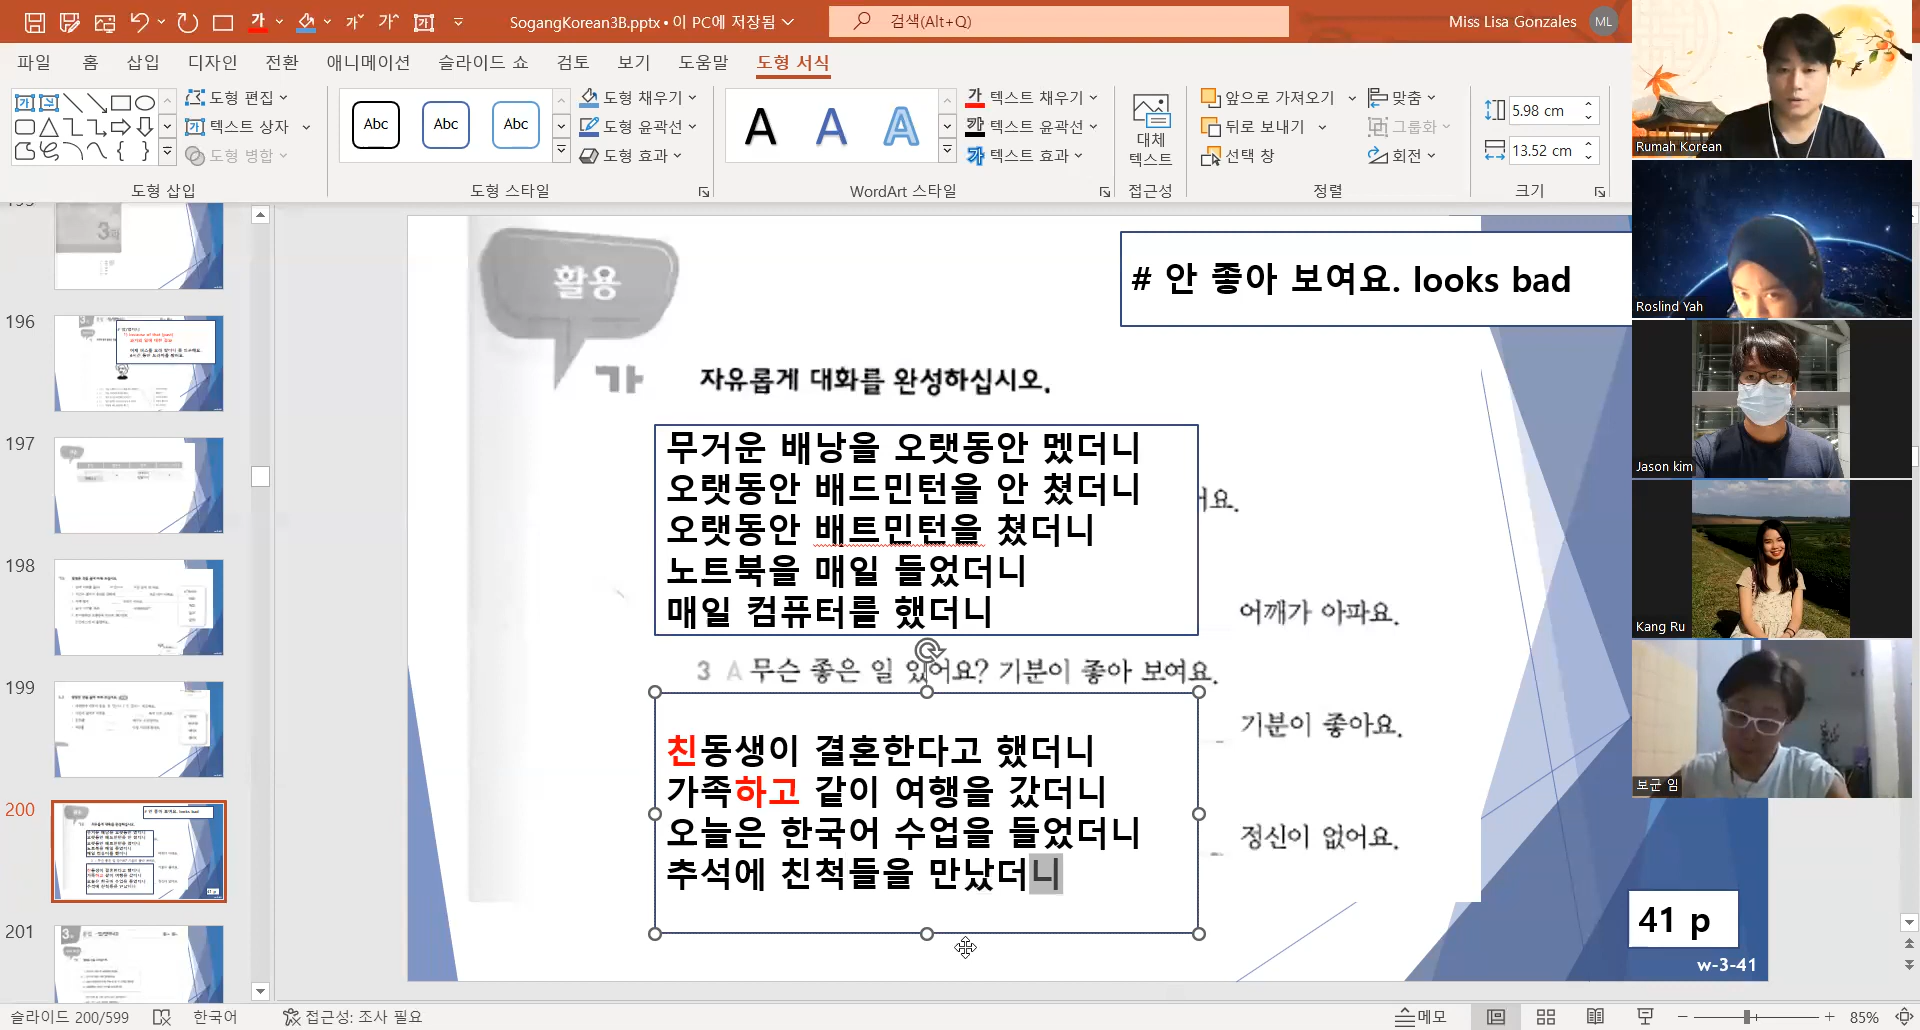 SogangKorean3B.pptx • 이 PC에 저장됨
검색(Alt+Q)
Miss Lisa Gonzales
ML
파일 홈 삽입 디자인 전환 애니메이션 슬라이드 쇼 검토 보기 도움말 도형 서식
도형 편집
텍스트 상자
도형 병합
도형 삽입
Abc Abc Abc
도형 채우기
도형 윤곽선
도형 효과
도형 스타일
A A A
텍스트 채우기
텍스트 윤곽선
텍스트 효과
WordArt 스타일
대체
텍스트
접근성
앞으로 가져오기
뒤로 보내기
선택 창
맞춤
그룹화
회전
정렬
5.98 cm
13.52 cm
크기
Rumah Korean
Roslind Yah
Jason kim
Kang Ru
보균 임
195
196
197
198
199
200
201
활용
# 안 좋아 보여요. looks bad
가 자유롭게 대화를 완성하십시오.
무거운 배낭을 오랫동안 멨더니
오랫동안 배드민턴을 안 쳤더니
오랫동안 배트민턴을 쳤더니
노트북을 매일 들었더니
매일 컴퓨터를 했더니
어깨가 아파요.
3 A 무슨 좋은 일 있어요? 기분이 좋아 보여요.
기분이 좋아요.
친동생이 결혼한다고 했더니
가족하고 같이 여행을 갔더니
오늘은 한국어 수업을 들었더니
추석에 친척들을 만났더니
정신이 없어요.
41 p
w-3-41
슬라이드 200/599
한국어
접근성: 조사 필요
메모
85%